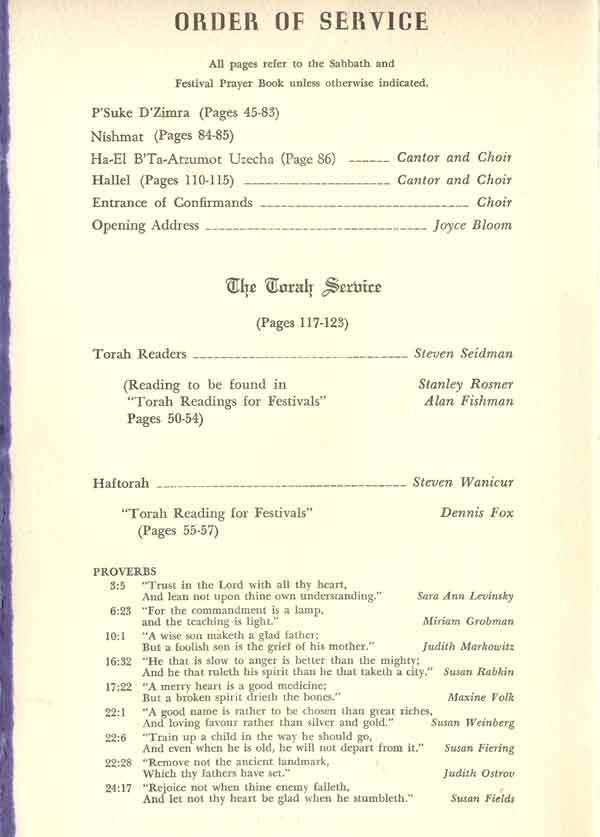 ORDER OF SERVICE
All pages refer to the Sabbath and
Festival Prayer Book unless otherwise indicated.
P'Suke D'Zimra (Pages 45-83)
Nishmat (Pages 84-85)
Ha-El B'Ta-Atzumot Uzecha (Page 86) ______ Cantor and Choir
Hallel (Pages 110-115) ______ Cantor and Choir
Entrance of Confirmands ______ Choir
Opening Address ______ Joyce Bloom
The Torah Service
(Pages 117-123)
Torah Readers ______ Steven Seidman
(Reading to be found in Stanley Rosner
"Torah Readings for Festivals" Alan Fishman
Pages 50-54)
Haftorah ______ Steven Wanicur
"Torah Reading for Festivals" Dennis Fox
(Pages 55-57)
PROVERBS
3:5 "Trust in the Lord with all thy heart,
And lean not upon thine own understanding." Sara Ann Levinsky
6:23 "For the commandment is a lamp,
and the teaching is light." Miriam Grobman
10:1 "A wise son maketh a glad father;
But a foolish son is the grief of his mother." Judith Markowitz
16:32 "He that is slow to anger is better than the mighty;
And he that ruleth his spirit than he that taketh a city." Susan Rabkin
17:22 "A merry heart is a good medicine;
But a broken spirit drieth the bones." Maxine Volk
22:1 "A good name is rather to be chosen than great riches,
And loving favour rather than silver and gold." Susan Weinberg
22:6 "Train up a child in the way he should go,
And even when he is old, he will not depart from it." Susan Fiering
22:28 "Remove not the ancient landmark,
Which thy fathers have set." Judith Ostrov
24:17 "Rejoice not when thine enemy falleth,
And let not thy heart be glad when he stumbleth." Susan Fields